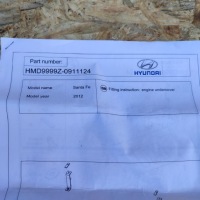 Part number:
HMD9999Z-0911124
HYUNDAI
Model name: Santa Fe
Model year: 2012
Fitting instruction, engine undercover